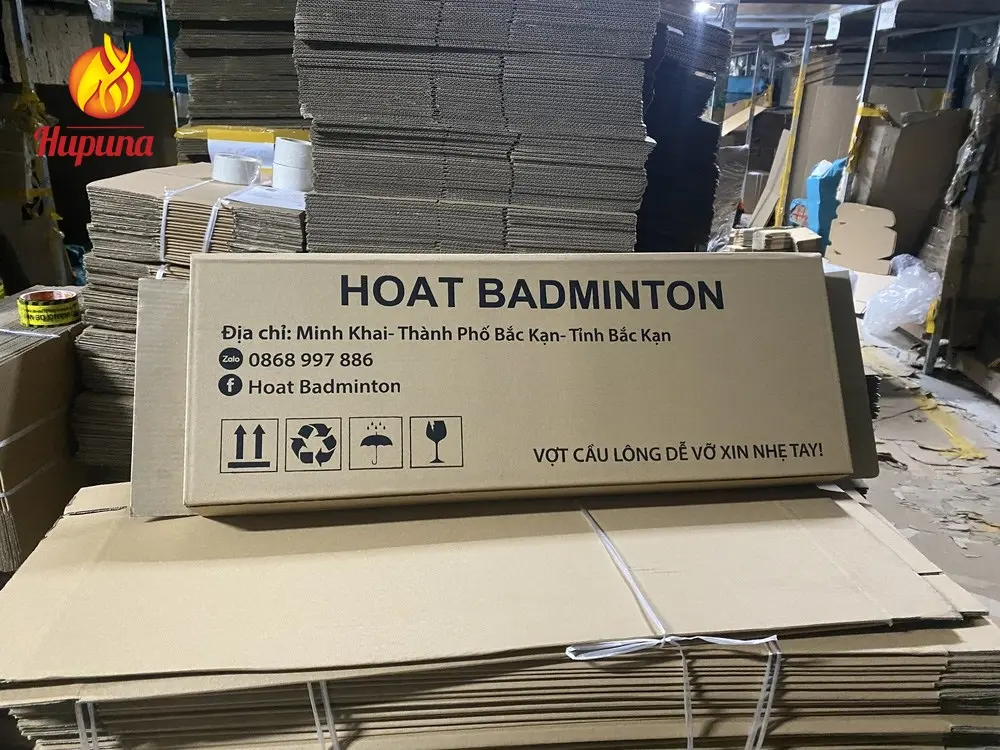 Hupuna
HOAT BADMINTON
Địa chỉ: Minh Khai- Thành Phố Bắc Kạn- Tỉnh Bắc Kạn
Zalo 0868 997 886
f Hoat Badminton
VỢT CẦU LÔNG DỄ VỠ XIN NHẸ TAY!